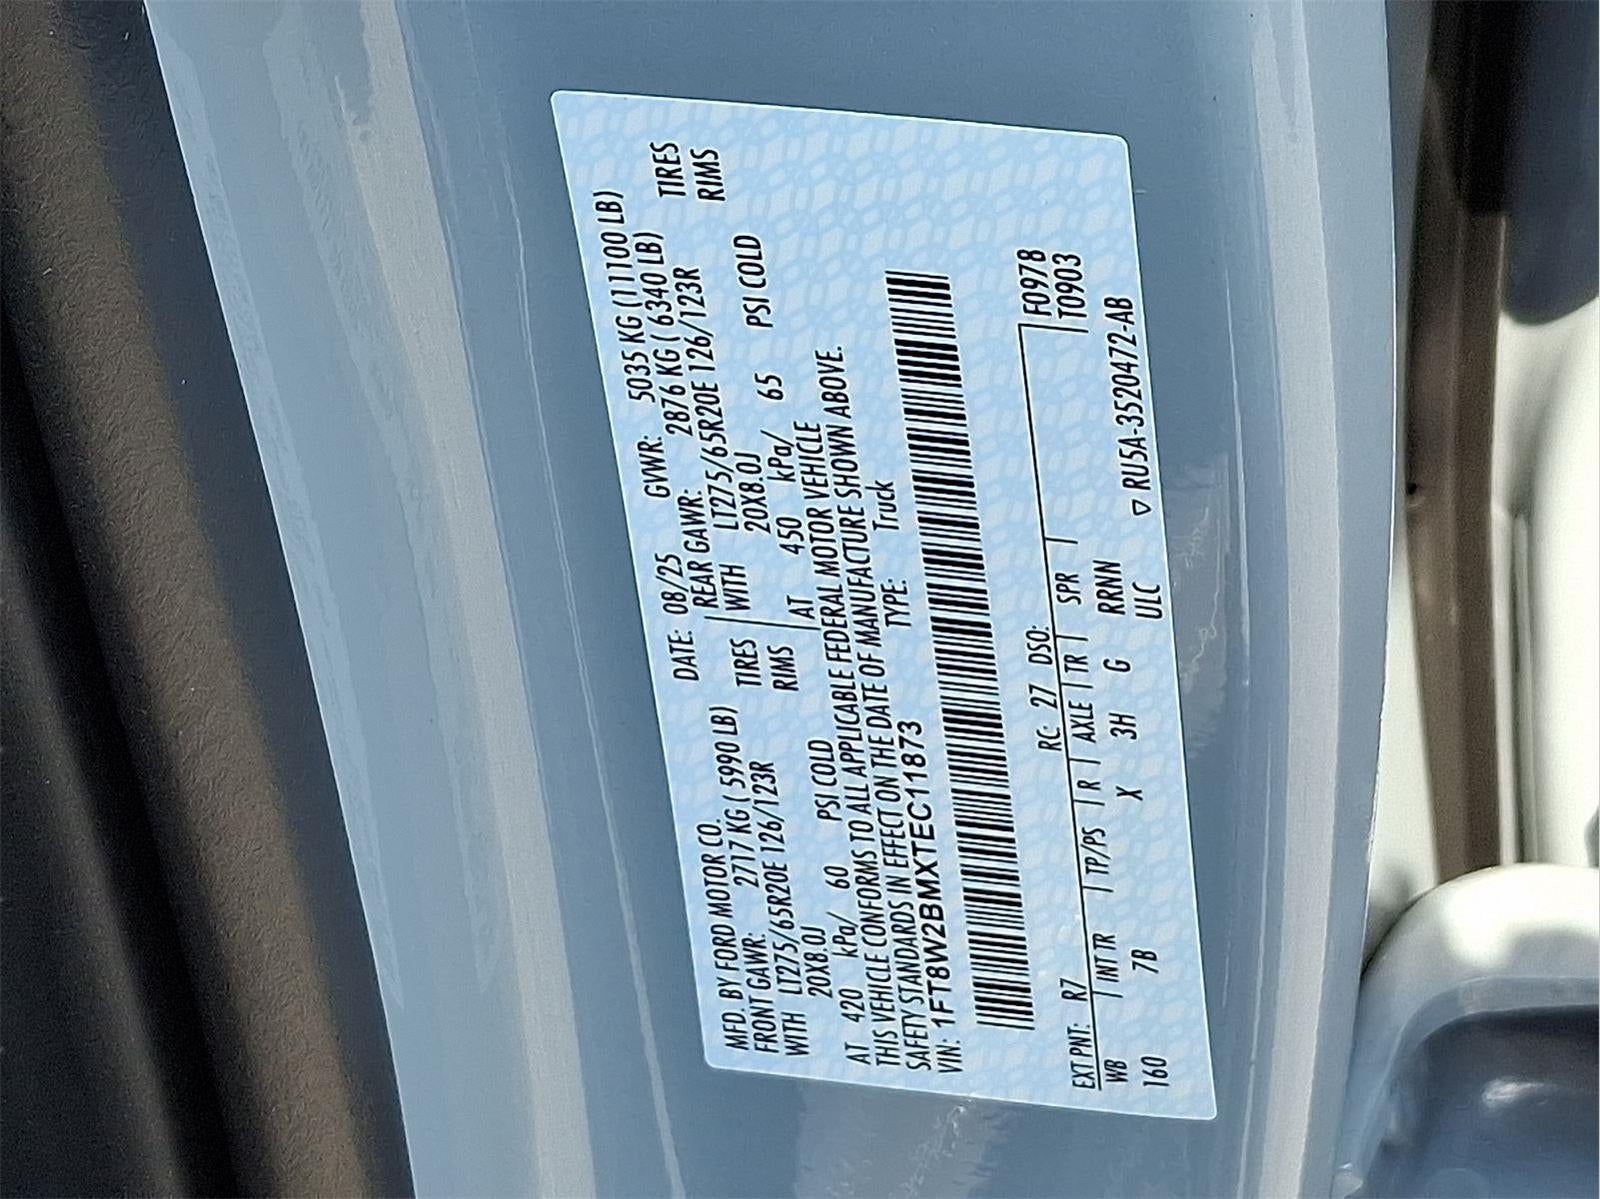 MFD. BY FORD MOTOR CO. DATE: 08/25 GVWR: 5035 KG (11100 LB)
FRONT GAWR: 2717 KG ( 5990 LB) REAR GAWR: 2876 KG ( 6340 LB)
WITH LT275/65R20E 126/123R TIRES WITH LT275/65R20E 126/123R TIRES
20X8.0J RIMS 20X8.0J RIMS
AT 420 kPa/ 60 PSI COLD AT 450 kPa/ 65 PSI COLD
THIS VEHICLE CONFORMS TO ALL APPLICABLE FEDERAL MOTOR VEHICLE
SAFETY STANDARDS IN EFFECT ON THE DATE OF MANUFACTURE SHOWN ABOVE.
VIN: 1FT8W2BMXTEC11873 TYPE: Truck
F0978
T0903
EXT PNT: R7 RC: 27 DSO:
WB INT TR TP/PS R AXLE TR SPR
160 7B X 3H G RRNN
ULC
▽ RU5A-3520472-AB